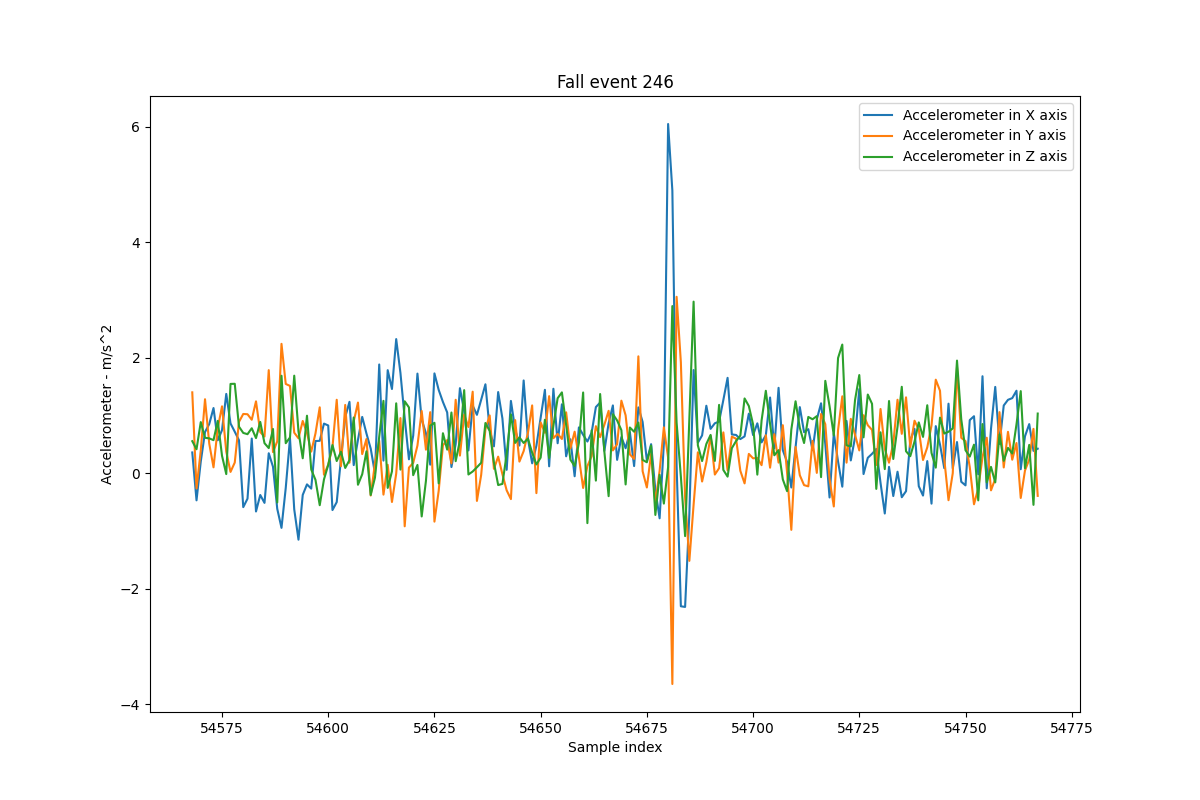 Fall event 246
Accelerometer in X axis
Accelerometer in Y axis
Accelerometer in Z axis
Accelerometer - m/s^2
6
4
2
0
−2
−4
54575 54600 54625 54650 54675 54700 54725 54750 54775
Sample index